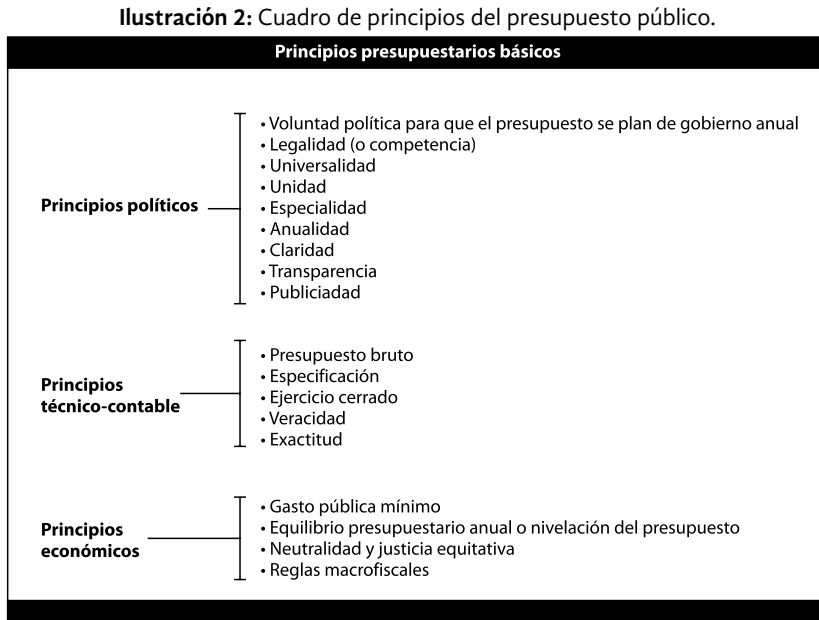 Ilustración 2: Cuadro de principios del presupuesto público.
Principios presupuestarios básicos
Principios políticos
• Voluntad política para que el presupuesto se plan de gobierno anual
• Legalidad (o competencia)
• Universalidad
• Unidad
• Especialidad
• Anualidad
• Claridad
• Transparencia
• Publiciadad
Principios
técnico-contable
• Presupuesto bruto
• Especificación
• Ejercicio cerrado
• Veracidad
• Exactitud
Principios
económicos
• Gasto pública mínimo
• Equilibrio presupuestario anual o nivelación del presupuesto
• Neutralidad y justicia equitativa
• Reglas macrofiscales